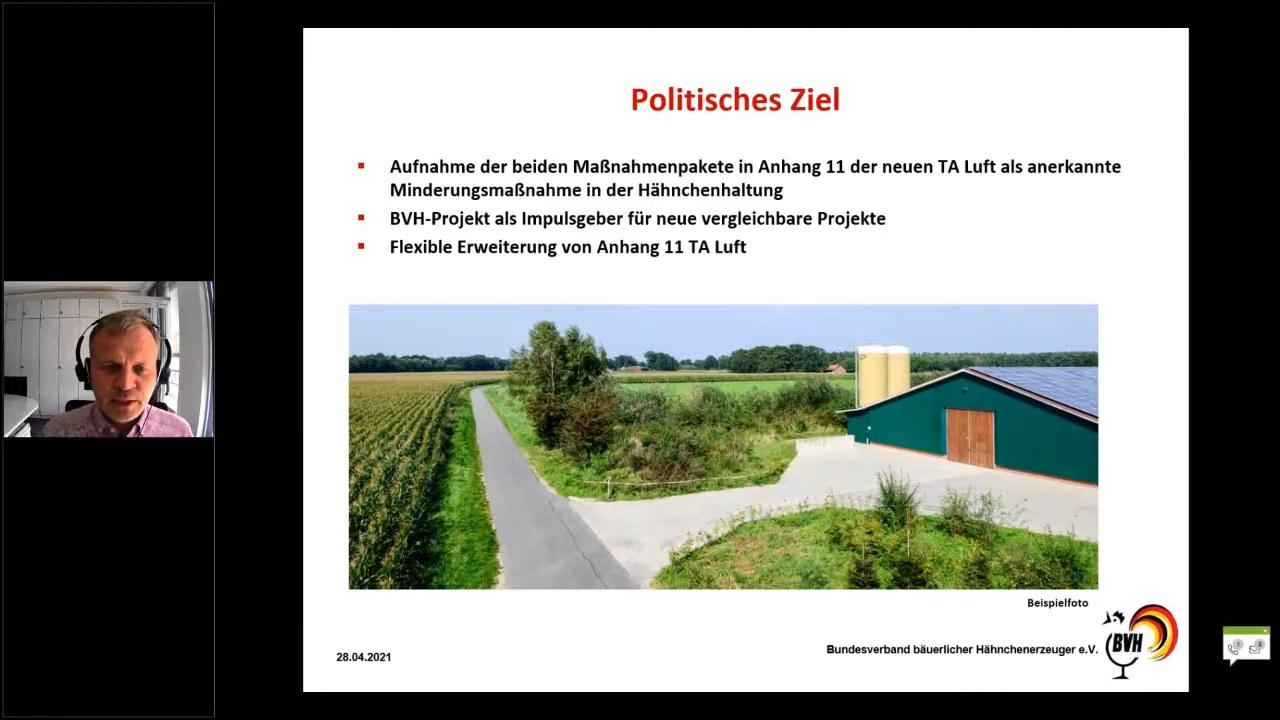 Politisches Ziel
Aufnahme der beiden Maßnahmenpakete in Anhang 11 der neuen TA Luft als anerkannte
Minderungsmaßnahme in der Hähnchenhaltung
BVH-Projekt als Impulsgeber für neue vergleichbare Projekte
Flexible Erweiterung von Anhang 11 TA Luft
Beispielfoto
28.04.2021
Bundesverband bäuerlicher Hähnchenerzeuger e.V.
BVH